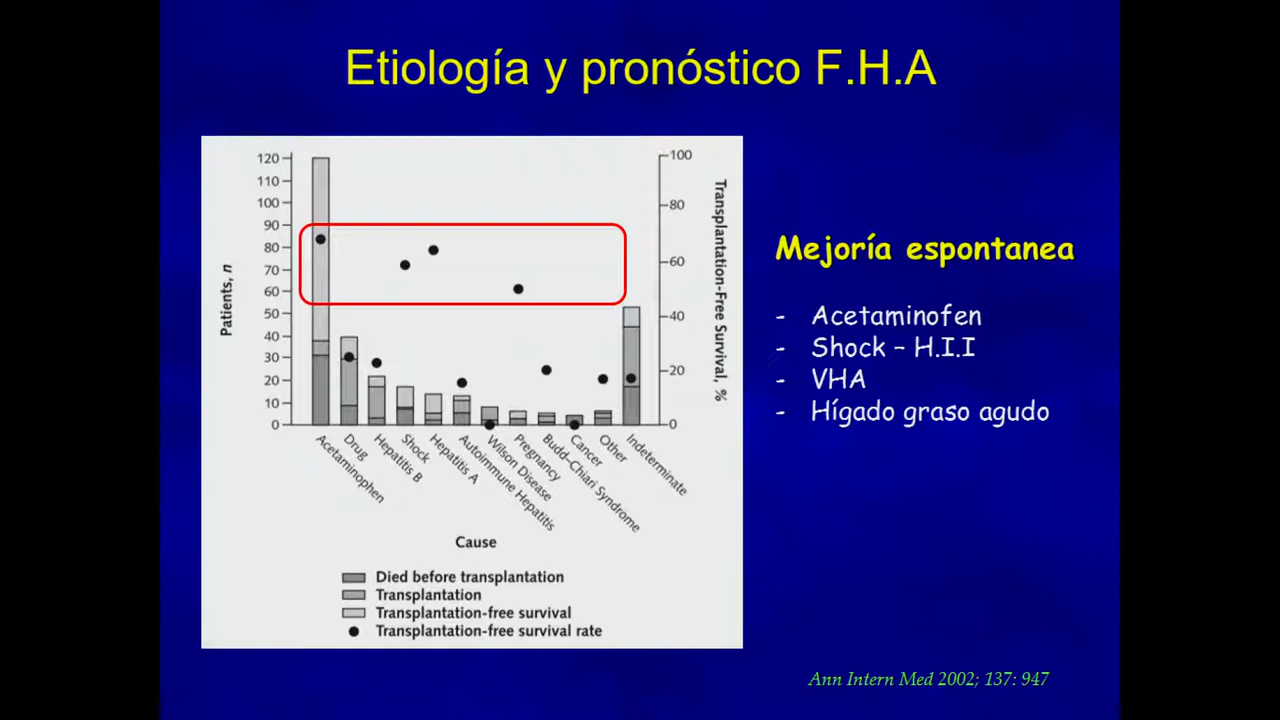 Etiología y pronóstico F.H.A
120
110
100
90
80
70
60
50
40
30
20
10
0
Patients, n
100
80
60
40
20
0
Transplantation-Free Survival, %
Acetaminophen
Drug
Hepatitis B
Shock
Hepatitis A
Autoimmune Hepatitis
Wilson Disease
Pregnancy
Budd–Chiari Syndrome
Cancer
Other
Indeterminate
Cause
Died before transplantation
Transplantation
Transplantation-free survival
Transplantation-free survival rate
Mejoría espontanea
- Acetaminofen
- Shock – H.I.I
- VHA
- Hígado graso agudo
Ann Intern Med 2002; 137: 947